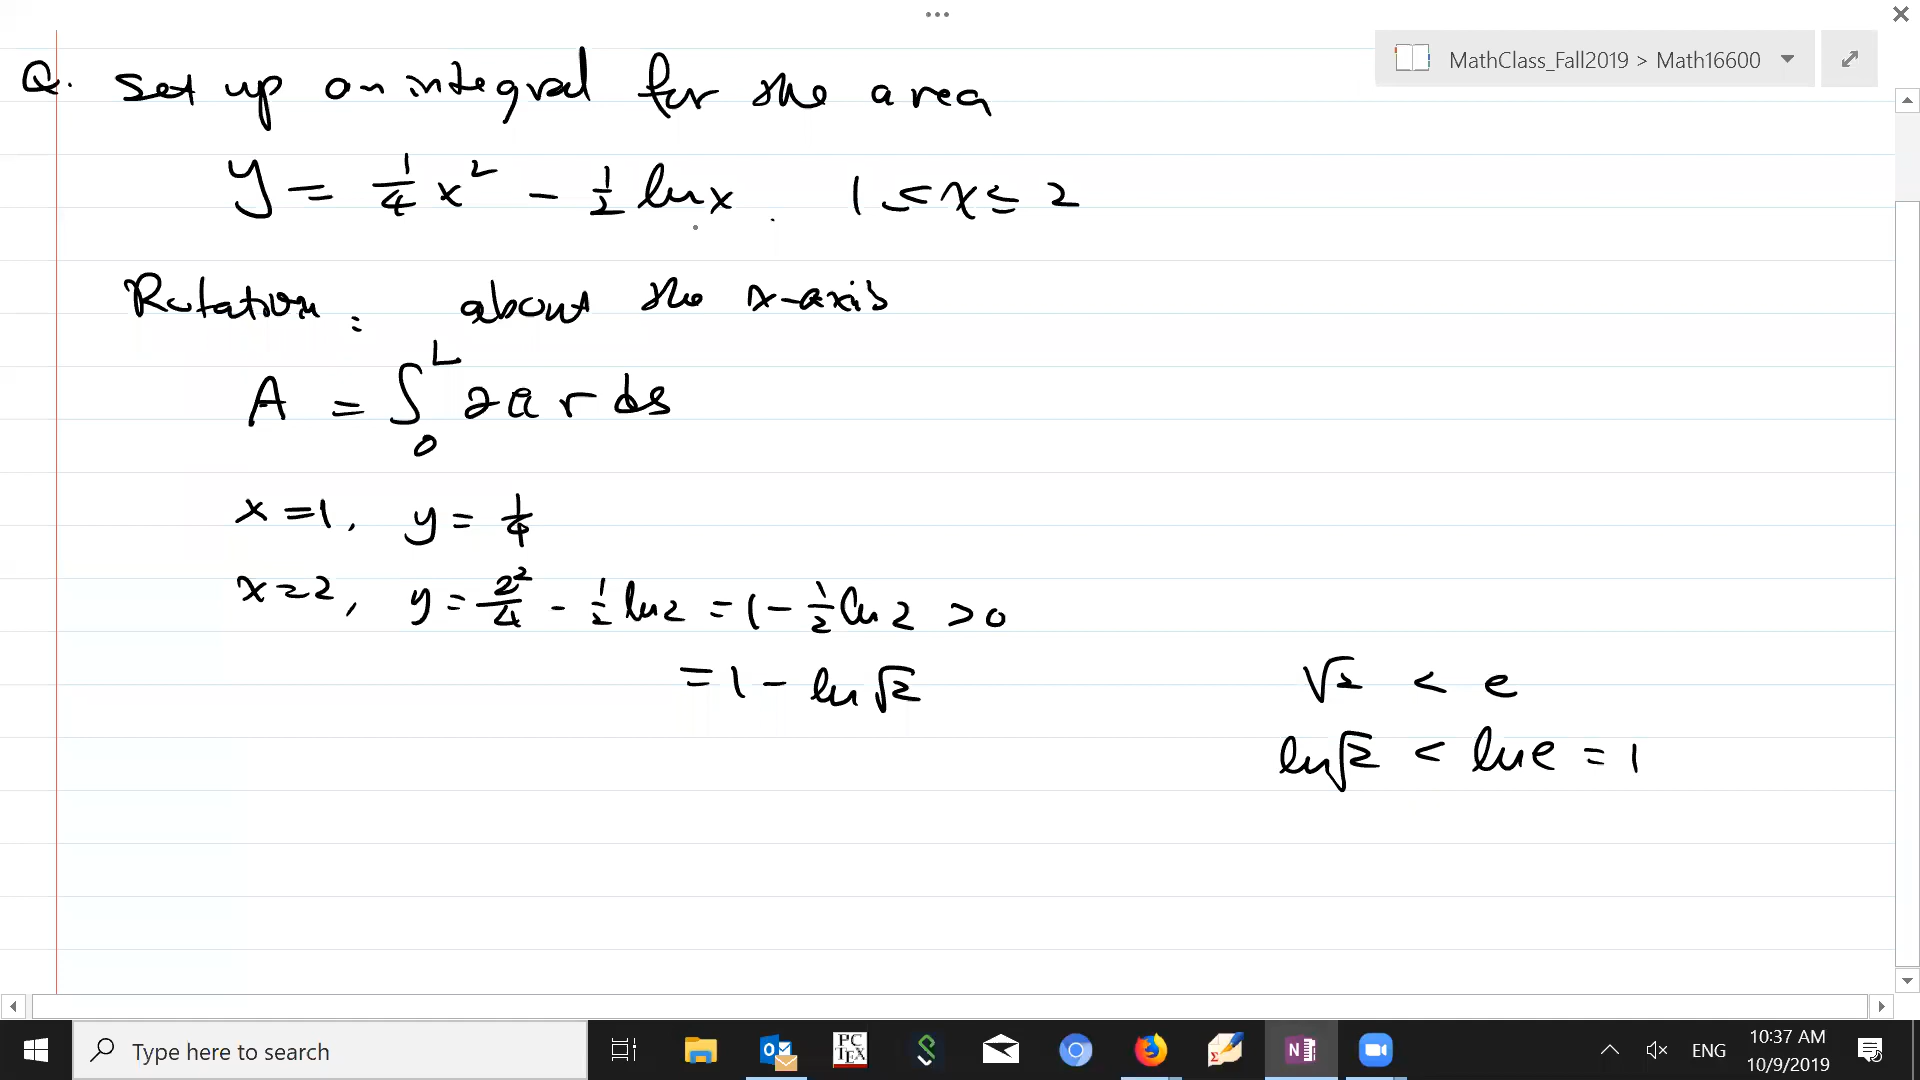 MathClass_Fall2019 > Math16600
Q. Set up an integral for the area
y = 1/4 x² - 1/2 ln x . 1 ≤ x ≤ 2
Rotation: about the x-axis
A = ∫₀ᴸ 2π r ds
x = 1, y = 1/4
x = 2, y = 2²/4 - 1/2 ln 2 = 1 - 1/2 ln 2 > 0
= 1 - ln √2
√2 < e
ln √2 < ln e = 1
Type here to search
PC TEX
N
ENG
10:37 AM
10/9/2019